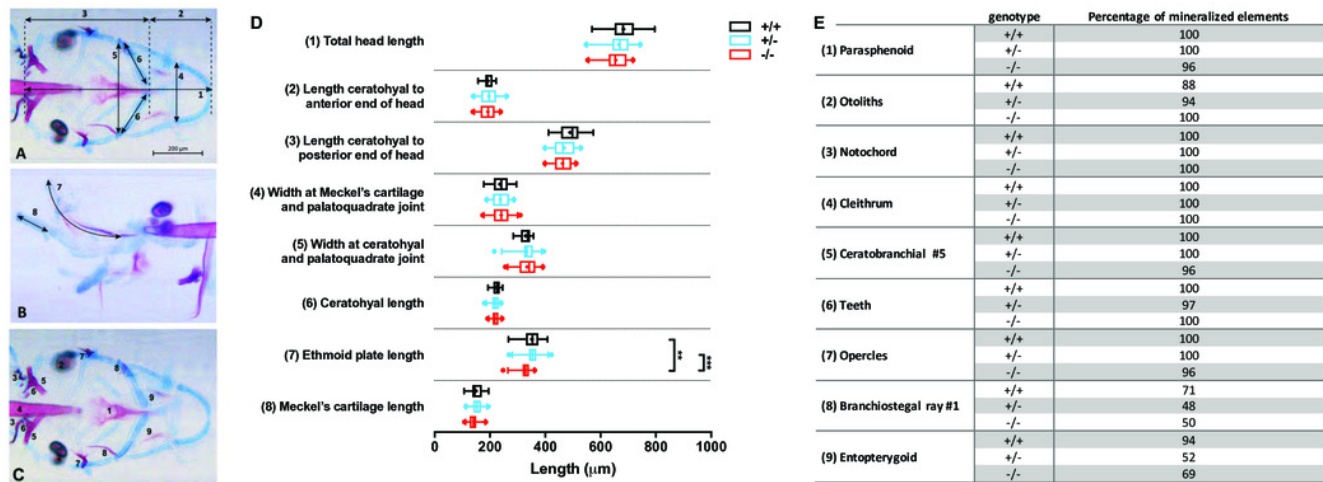 3
2
5
6
4
1
6
200 µm
A
7
8
B
7
2
8
3
5
6
9
4
1
3
6
5
9
8
7
C
D
+/+
+/-
-/-
(1) Total head length
(2) Length ceratohyal to
anterior end of head
(3) Length ceratohyal to
posterior end of head
(4) Width at Meckel's cartilage
and palatoquadrate joint
(5) Width at ceratohyal
and palatoquadrate joint
(6) Ceratohyal length
(7) Ethmoid plate length
**
***
(8) Meckel's cartilage length
0 200 400 600 800 1000
Length (µm)
E
genotype Percentage of mineralized elements
(1) Parasphenoid +/+ 100
+/- 100
-/- 96
(2) Otoliths +/+ 88
+/- 94
-/- 100
(3) Notochord +/+ 100
+/- 100
-/- 100
(4) Cleithrum +/+ 100
+/- 100
-/- 100
(5) Ceratobranchial #5 +/+ 100
+/- 100
-/- 96
(6) Teeth +/+ 100
+/- 97
-/- 100
(7) Opercles +/+ 100
+/- 100
-/- 96
(8) Branchiostegal ray #1 +/+ 71
+/- 48
-/- 50
(9) Entopterygoid +/+ 94
+/- 52
-/- 69